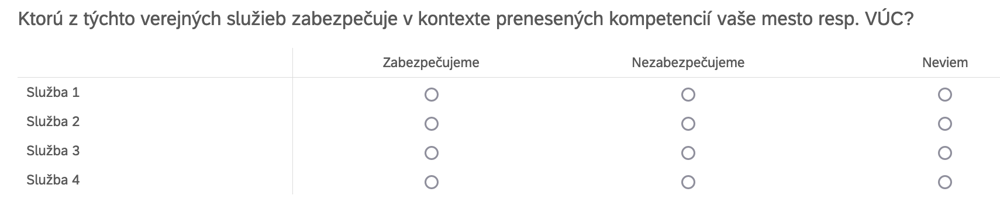 Ktorú z týchto verejných služieb zabezpečuje v kontexte prenesených kompetencií vaše mesto resp. VÚC?
Zabezpečujeme Nezabezpečujeme Neviem
Služba 1
Služba 2
Služba 3
Služba 4